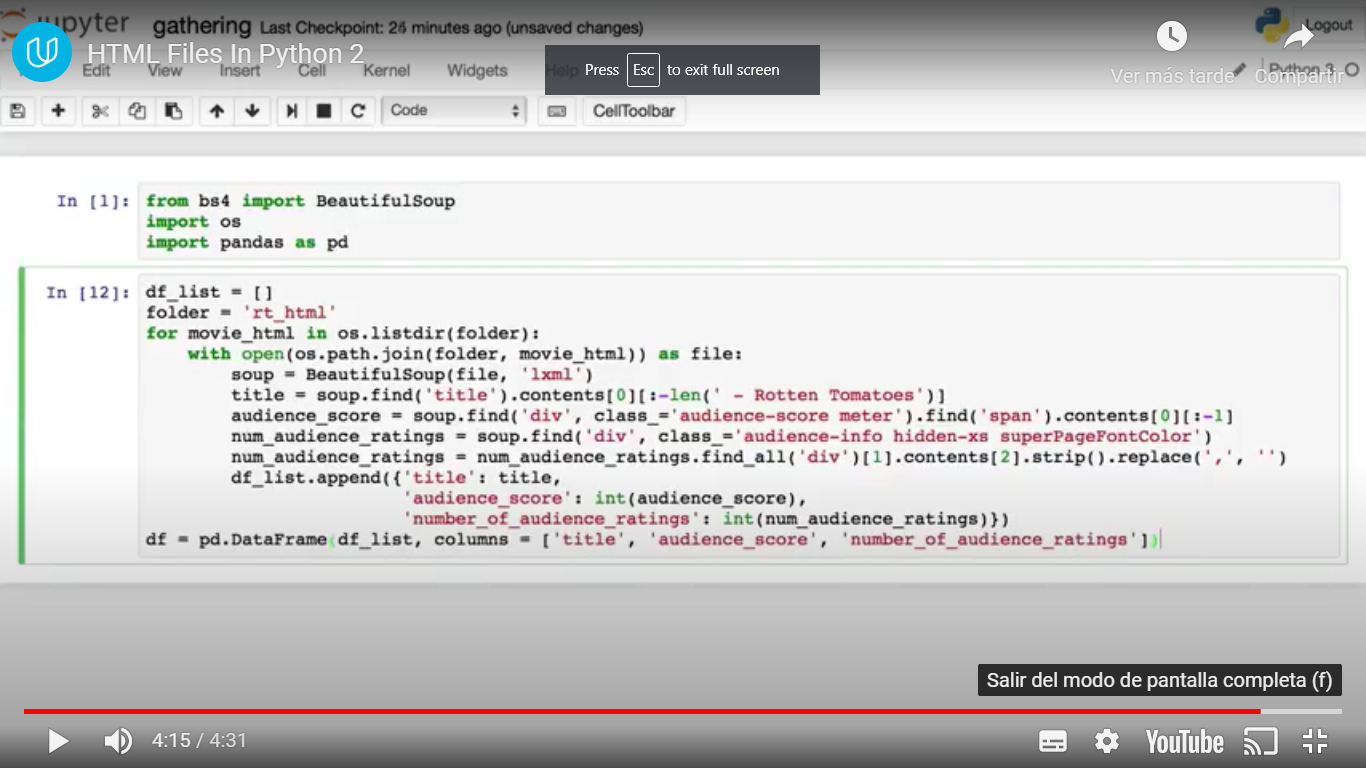 jupyter gathering Last Checkpoint: 26 minutes ago (unsaved changes) Logout
HTML Files In Python 2
Edit View Insert Cell Kernel Widgets Help Python 3
Press Esc to exit full screen
Ver más tarde Compartir
Code CellToolbar
In [1]: from bs4 import BeautifulSoup
import os
import pandas as pd
In [12]: df_list = []
folder = 'rt_html'
for movie_html in os.listdir(folder):
with open(os.path.join(folder, movie_html)) as file:
soup = BeautifulSoup(file, 'lxml')
title = soup.find('title').contents[0][:-len(' - Rotten Tomatoes')]
audience_score = soup.find('div', class_='audience-score meter').find('span').contents[0][:-1]
num_audience_ratings = soup.find('div', class_='audience-info hidden-xs superPageFontColor')
num_audience_ratings = num_audience_ratings.find_all('div')[1].contents[2].strip().replace(',', '')
df_list.append({'title': title,
'audience_score': int(audience_score),
'number_of_audience_ratings': int(num_audience_ratings)})
df = pd.DataFrame(df_list, columns = ['title', 'audience_score', 'number_of_audience_ratings'])
Salir del modo de pantalla completa (f)
4:15 / 4:31
YouTube